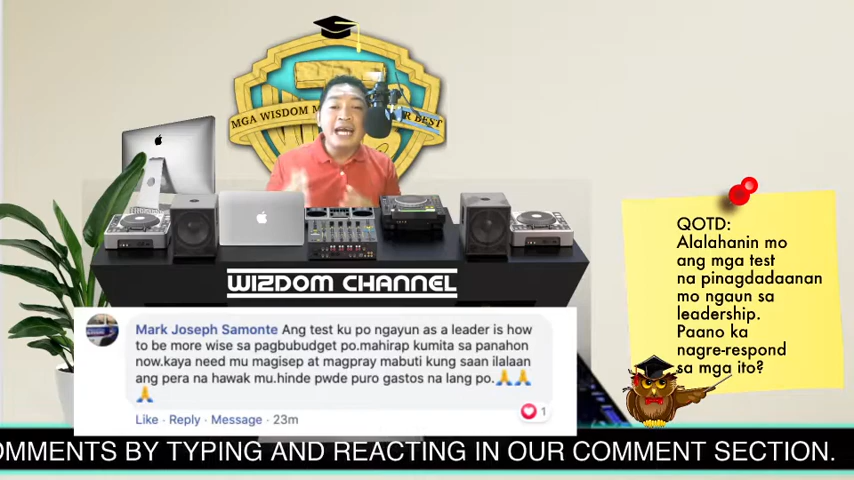 MGA WISDOM M
R BEST
WIZDOM CHANNEL
QOTD:
Alalahanin mo
ang mga test
na pinagdadaanan
mo ngaun sa
leadership.
Paano ka
nagre-respond
sa mga ito?
Mark Joseph Samonte Ang test ku po ngayun as a leader is how
to be more wise sa pagbubudget po.mahirap kumita sa panahon
now.kaya need mu magisep at magpray mabuti kung saan ilalaan
ang pera na hawak mu.hinde pwde puro gastos na lang po.🙏🙏
🙏
Like · Reply · Message · 23m
1
OMMENTS BY TYPING AND REACTING IN OUR COMMENT SECTION.